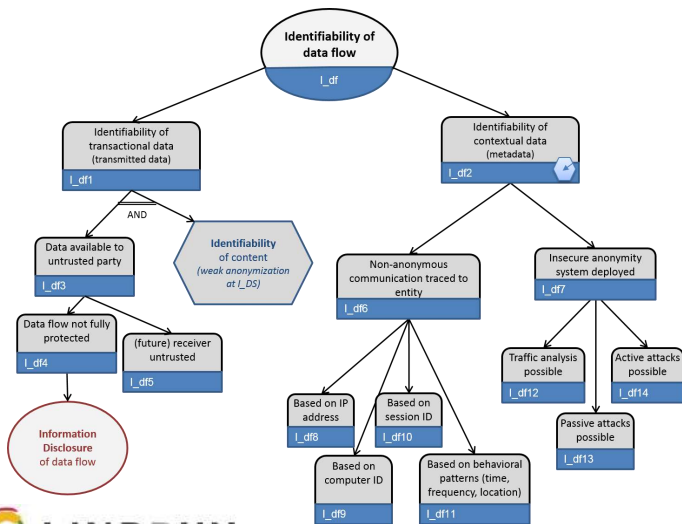 Identifiability of
data flow
I_df
Identifiability of
transactional data
(transmitted data)
I_df1
Identifiability of
contextual data
(metadata)
I_df2
AND
Data available to
untrusted party
I_df3
Identifiability
of content
(weak anonymization
at I_DS)
Non-anonymous
communication traced to
entity
I_df6
Insecure anonymity
system deployed
I_df7
Data flow not fully
protected
I_df4
(future) receiver
untrusted
I_df5
Traffic analysis
possible
I_df12
Active attacks
possible
I_df14
Passive attacks
possible
I_df13
Based on IP
address
I_df8
Based on
session ID
I_df10
Based on
computer ID
I_df9
Based on behavioral
patterns (time,
frequency, location)
I_df11
Information
Disclosure
of data flow